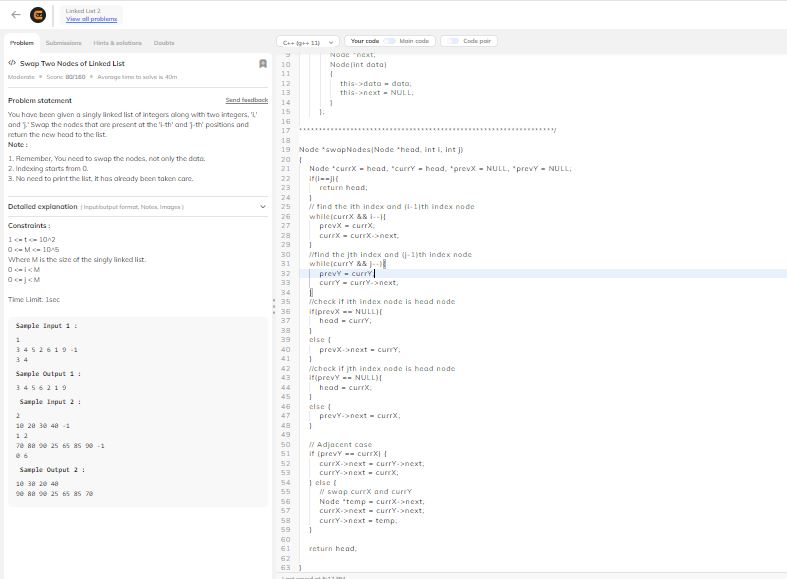 Linked List 2
View all problems
Problem
Submissions
Hints & solutions
Doubts
</> Swap Two Nodes of Linked List
Moderate • Score: 80/160 • Average time to solve is 40m
Problem statement
Send feedback
You have been given a singly linked list of integers along with two integers, 'i,'
and 'j.' Swap the nodes that are present at the 'i-th' and 'j-th' positions and
return the new head to the list.
Note :
1. Remember, You need to swap the nodes, not only the data.
2. Indexing starts from 0.
3. No need to print the list, it has already been taken care.
Detailed explanation ( Input/output format, Notes, Images )
Constraints :
1 <= t <= 10^2
0 <= M <= 10^5
Where M is the size of the singly linked list.
0 <= i < M
0 <= j < M
Time Limit: 1sec
Sample Input 1 :
1
3 4 5 2 6 1 9 -1
3 4
Sample Output 1 :
3 4 5 6 2 1 9
Sample Input 2 :
2
10 20 30 40 -1
1 2
70 80 90 25 65 85 90 -1
0 6
Sample Output 2 :
10 30 20 40
90 80 90 25 65 85 70
C++ (g++ 11)
Your code
Main code
Code pair
9 Node *next;
10 Node(int data)
11 {
12 this->data = data;
13 this->next = NULL;
14 }
15 };
16
17 *****************************************************************/
18
19 Node *swapNodes(Node *head, int i, int j)
20 {
21 Node *currX = head, *currY = head, *prevX = NULL, *prevY = NULL;
22 if(i==j){
23 return head;
24 }
25 // find the ith index and (i-1)th index node
26 while(currX && i--){
27 prevX = currX;
28 currX = currX->next;
29 }
30 //find the jth index and (j-1)th index node
31 while(currY && j--){
32 prevY = currY;
33 currY = currY->next;
34 }
35 //check if ith index node is head node
36 if(prevX == NULL){
37 head = currY;
38 }
39 else {
40 prevX->next = currY;
41 }
42 //check if jth index node is head node
43 if(prevY == NULL){
44 head = currX;
45 }
46 else {
47 prevY->next = currX;
48 }
49
50 // Adjacent case
51 if (prevY == currX) {
52 currX->next = currY->next;
53 currY->next = currX;
54 } else {
55 // swap currX and currY
56 Node *temp = currX->next;
57 currX->next = currY->next;
58 currY->next = temp;
59 }
60
61 return head;
62
63 }